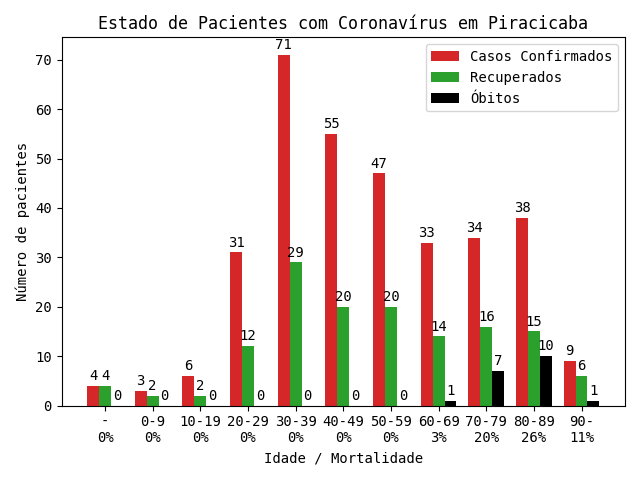 Estado de Pacientes com Coronavírus em Piracicaba
Casos Confirmados
Recuperados
Óbitos
Número de pacientes
70
60
50
40
30
20
10
0
4 4 0
3 2 0
6 2 0
31 12 0
71 29 0
55 20 0
47 20 0
33 14 1
34 16 7
38 15 10
9 6 1
- 0-9 10-19 20-29 30-39 40-49 50-59 60-69 70-79 80-89 90-
0% 0% 0% 0% 0% 0% 0% 3% 20% 26% 11%
Idade / Mortalidade